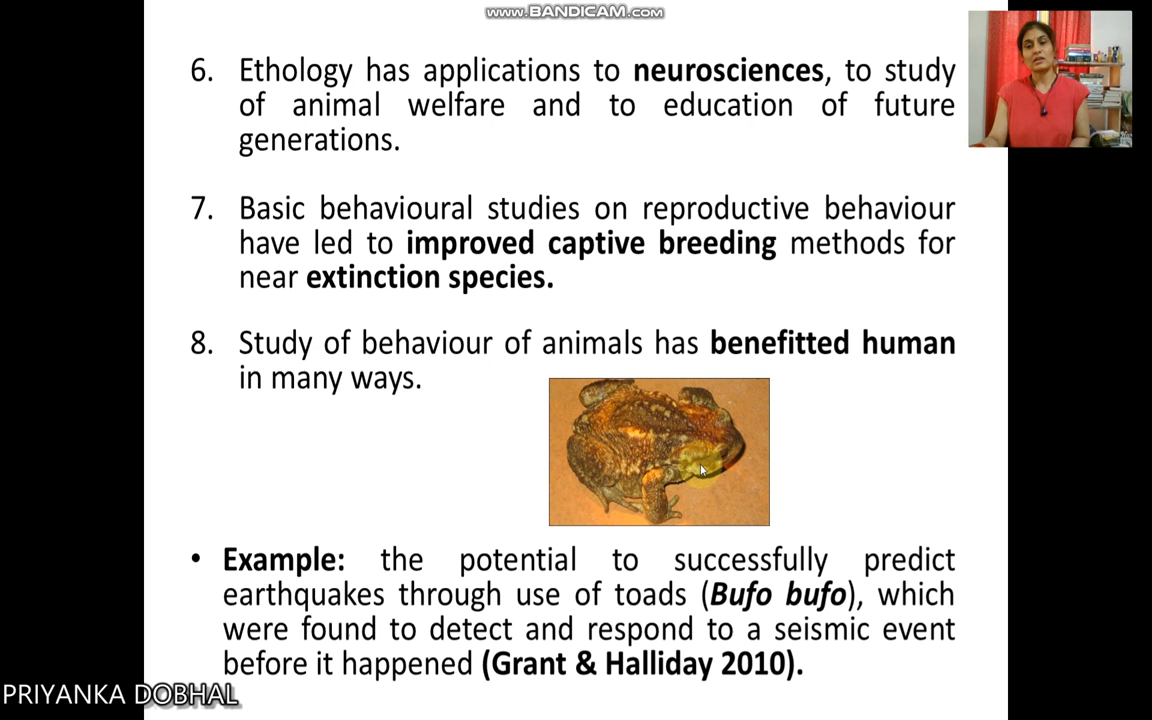 www.BANDICAM.com
6. Ethology has applications to neurosciences, to study
of animal welfare and to education of future
generations.
7. Basic behavioural studies on reproductive behaviour
have led to improved captive breeding methods for
near extinction species.
8. Study of behaviour of animals has benefitted human
in many ways.
• Example: the potential to successfully predict
earthquakes through use of toads (Bufo bufo), which
were found to detect and respond to a seismic event
before it happened (Grant & Halliday 2010).
PRIYANKA DOBHAL